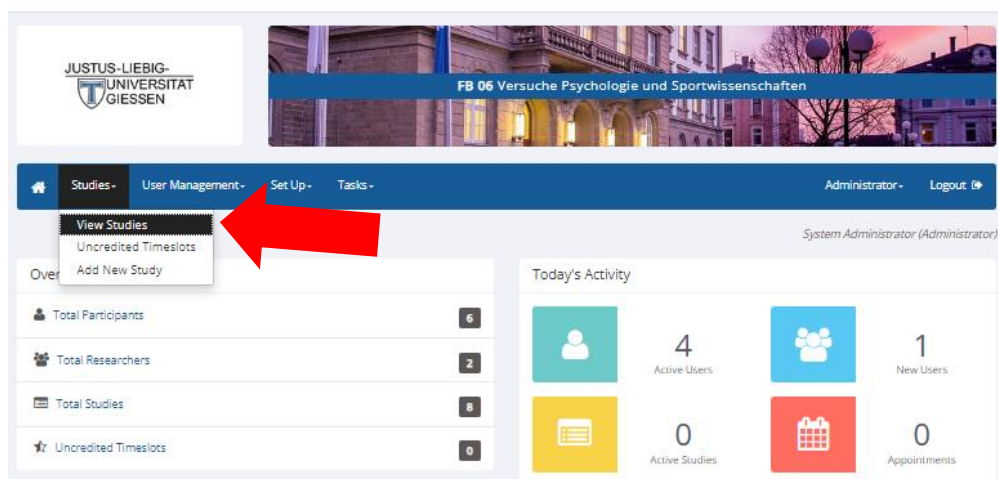 JUSTUS-LIEBIG-
UNIVERSITÄT
GIESSEN
FB 06 Versuche Psychologie und Sportwissenschaften
Studies User Management Set Up Tasks Administrator Logout
View Studies
Uncredited Timeslots
Add New Study
System Administrator (Administrator)
Over
Today's Activity
Total Participants 6
Total Researchers 2
Total Studies 8
Uncredited Timeslots 0
4
Active Users
1
New Users
0
Active Studies
0
Appointments